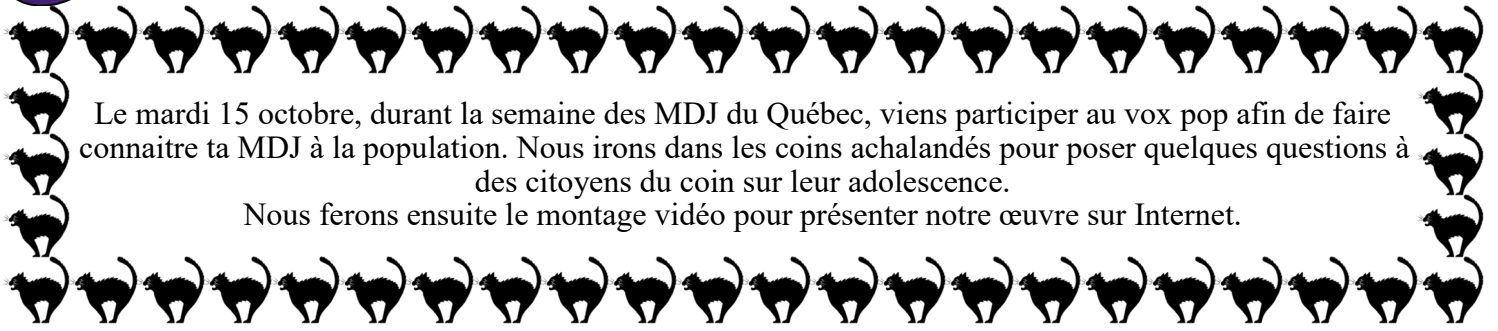 Le mardi 15 octobre, durant la semaine des MDJ du Québec, viens participer au vox pop afin de faire
connaitre ta MDJ à la population. Nous irons dans les coins achalandés pour poser quelques questions à
des citoyens du coin sur leur adolescence.
Nous ferons ensuite le montage vidéo pour présenter notre œuvre sur Internet.